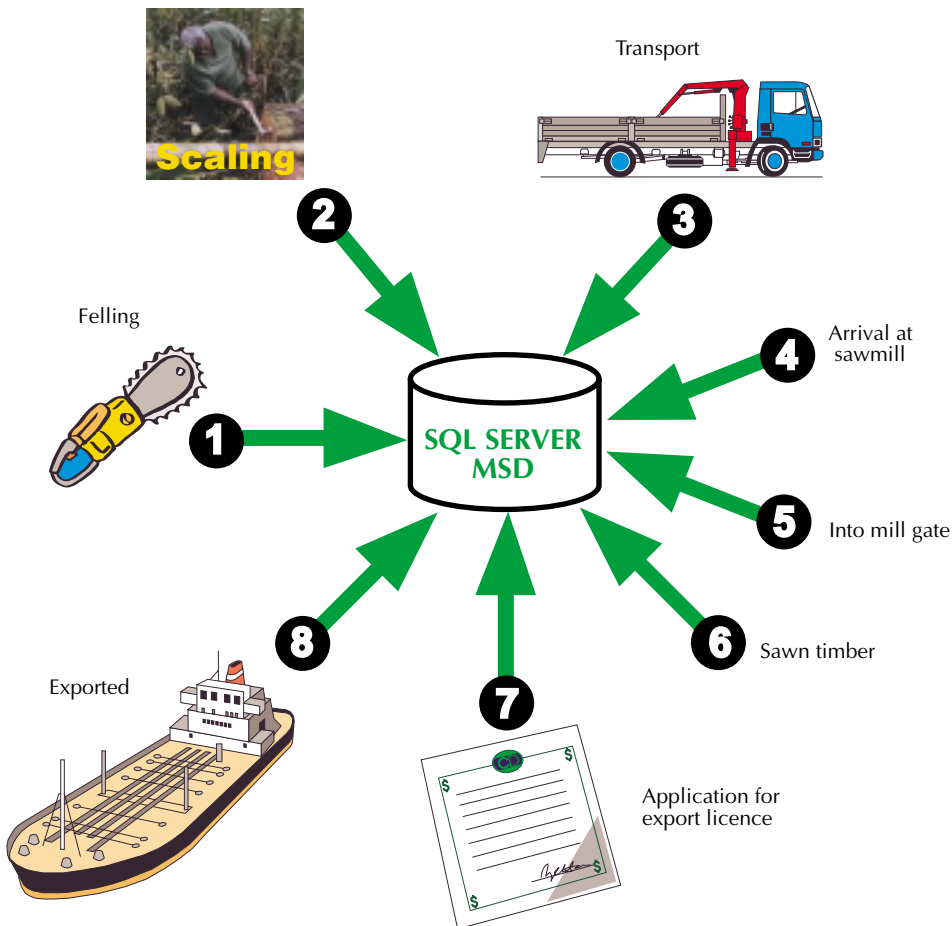 Transport
Scaling
2
3
Felling
Arrival at
sawmill
4
1
SQL SERVER
MSD
5
Into mill gate
8
6
Sawn timber
Exported
7
$ $
Application for
export licence
$ $